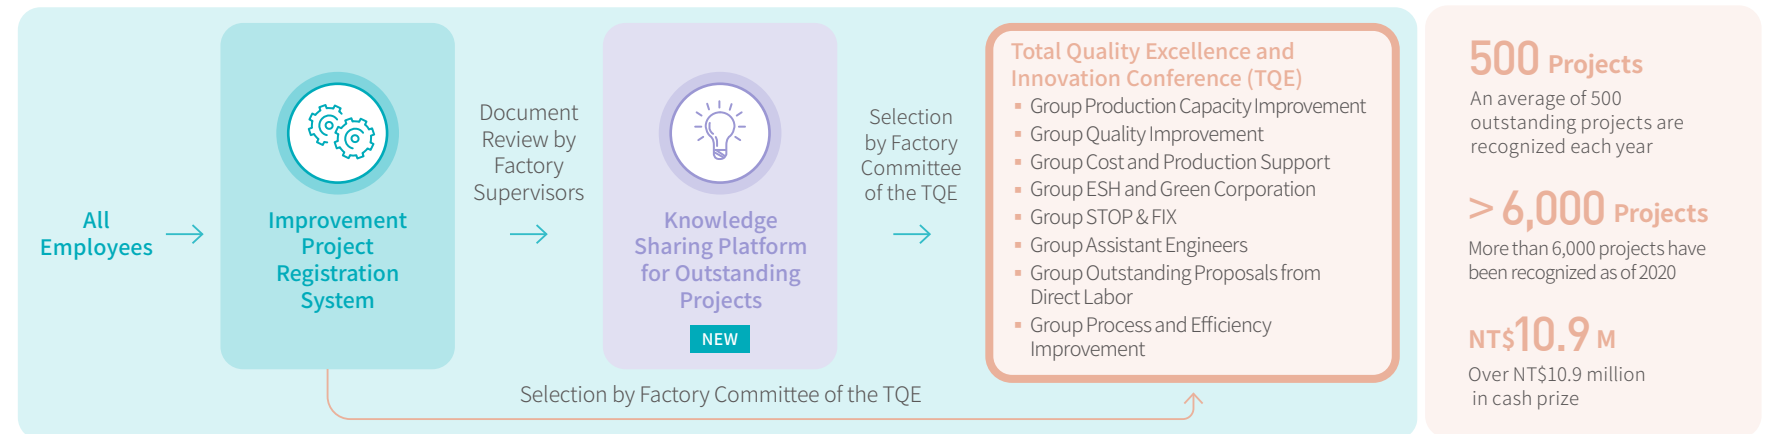 All
Employees
Improvement
Project
Registration
System
Document
Review by
Factory
Supervisors
Knowledge
Sharing Platform
for Outstanding
Projects
NEW
Selection
by Factory
Committee
of the TQE
Selection by Factory Committee of the TQE
Total Quality Excellence and
Innovation Conference (TQE)
▪ Group Production Capacity Improvement
▪ Group Quality Improvement
▪ Group Cost and Production Support
▪ Group ESH and Green Corporation
▪ Group STOP & FIX
▪ Group Assistant Engineers
▪ Group Outstanding Proposals from
Direct Labor
▪ Group Process and Efficiency
Improvement
500 Projects
An average of 500
outstanding projects are
recognized each year
> 6,000 Projects
More than 6,000 projects have
been recognized as of 2020
NT$10.9 M
Over NT$10.9 million
in cash prize